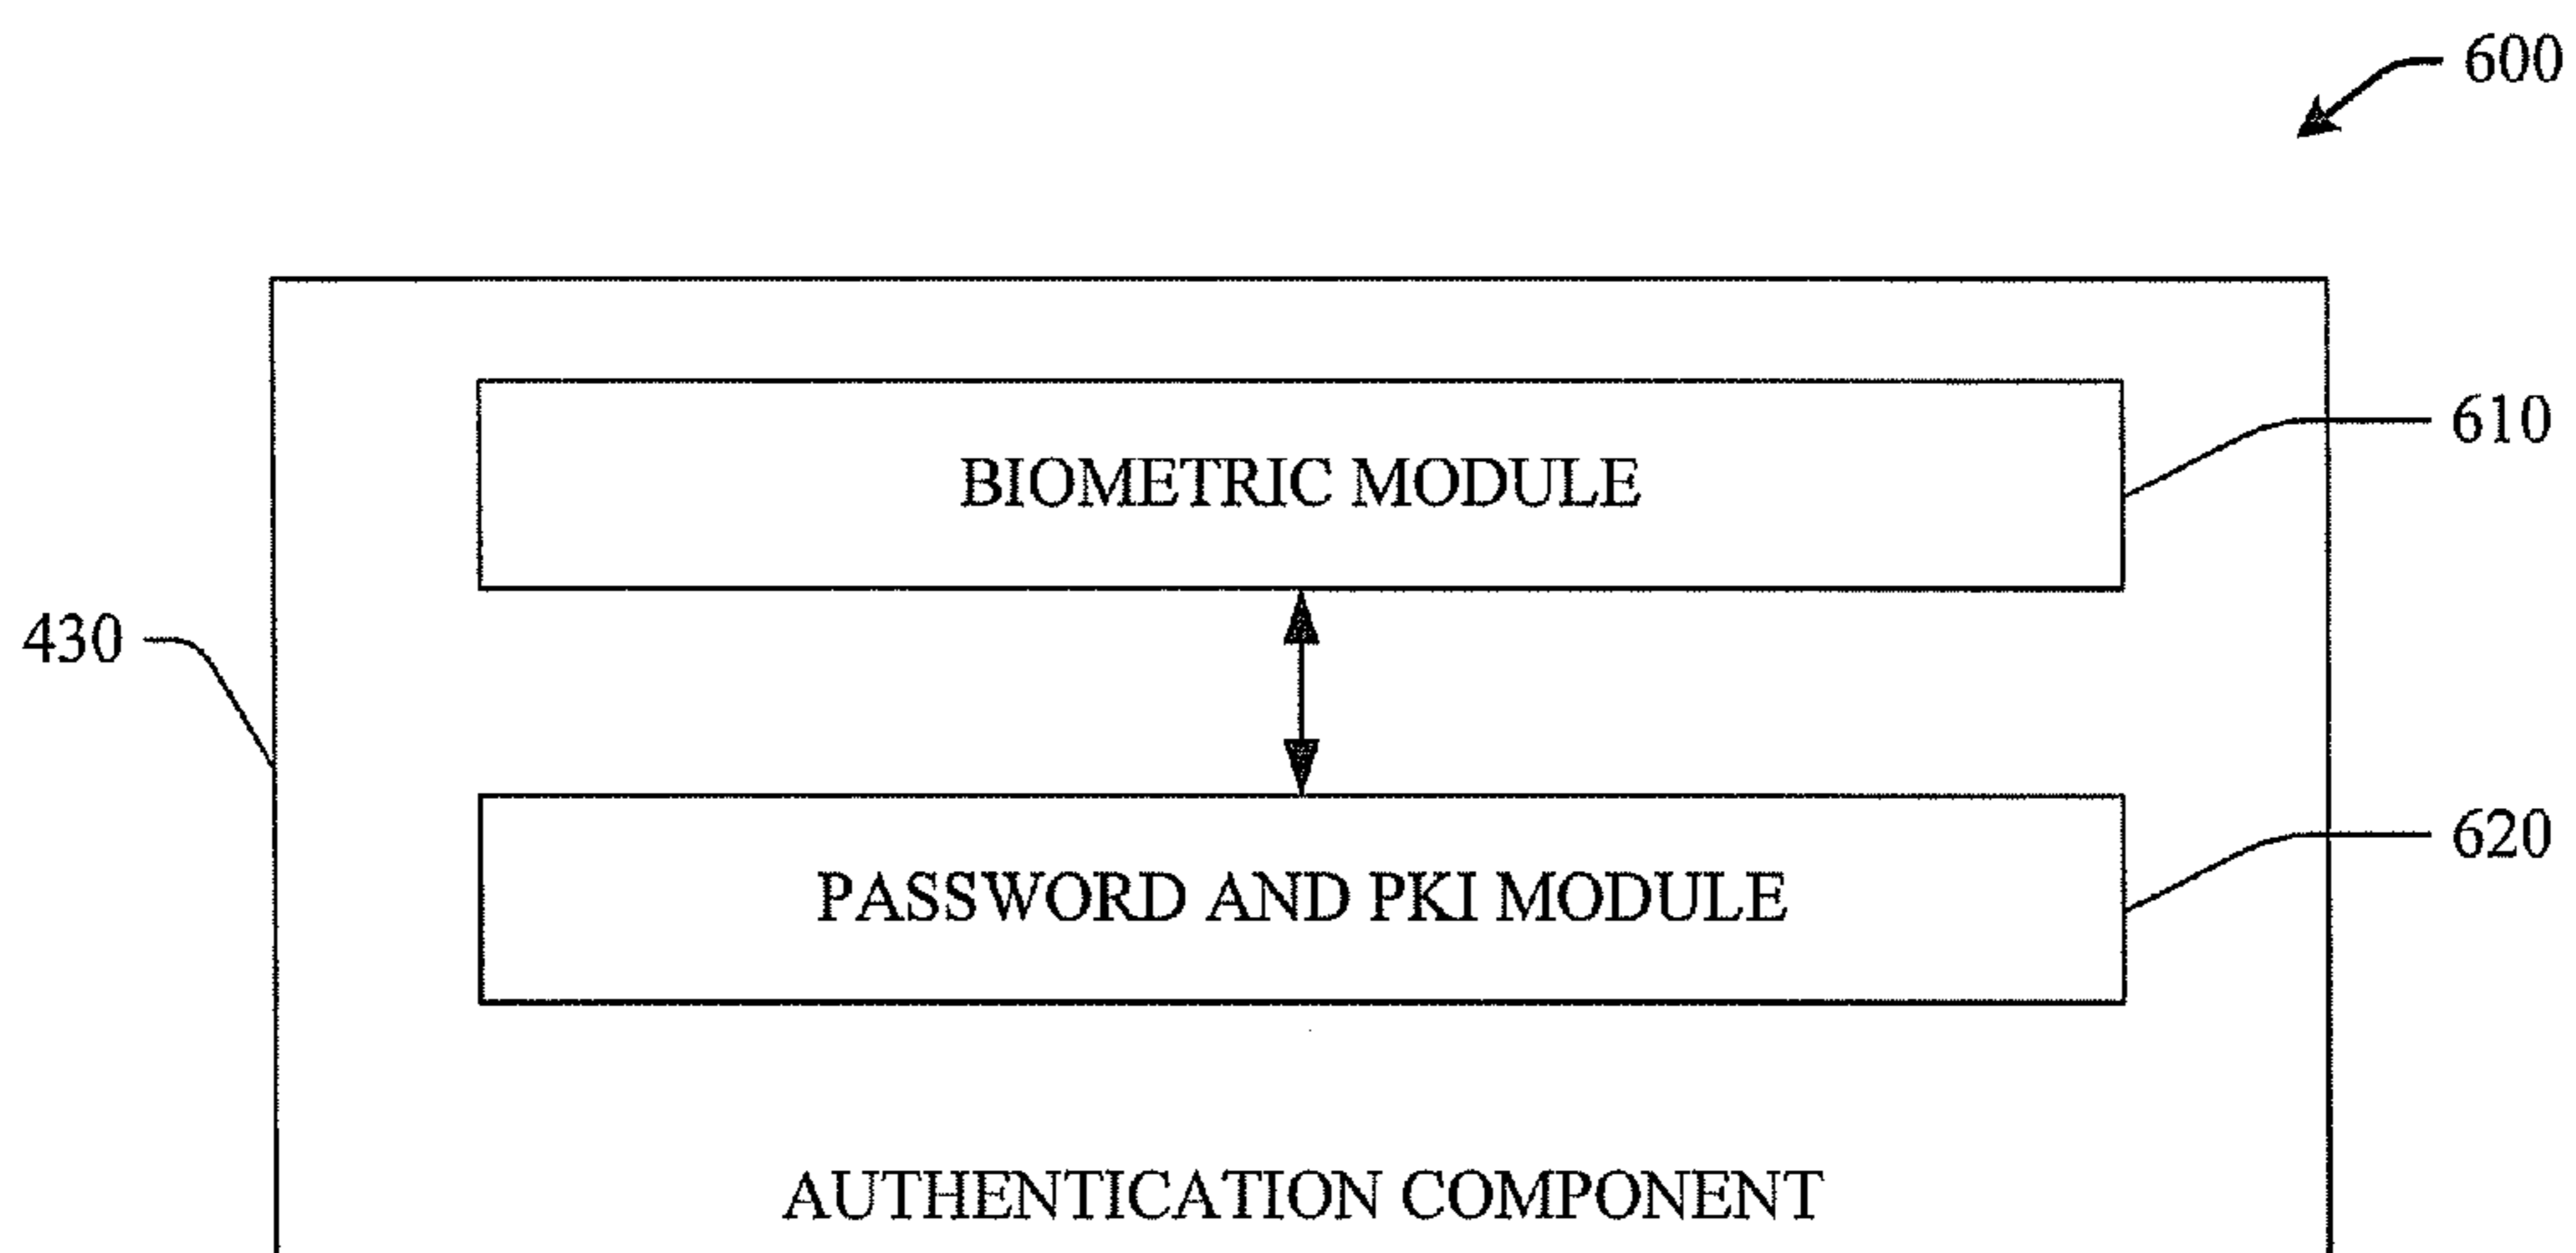 600
BIOMETRIC MODULE
610
430
PASSWORD AND PKI MODULE
620
AUTHENTICATION COMPONENT